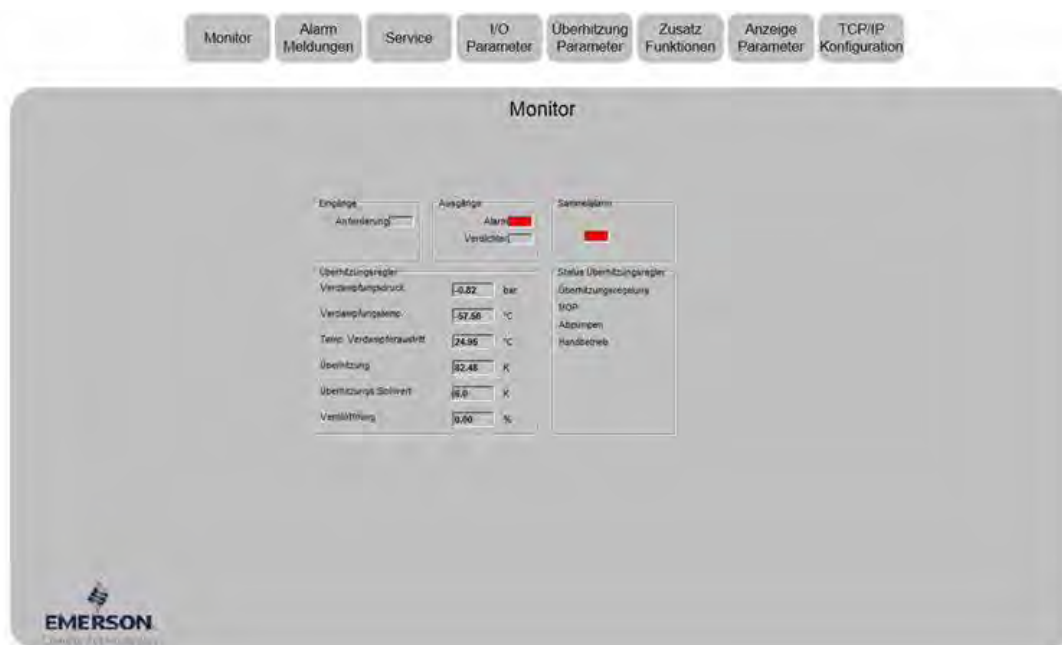 Monitor
Alarm
Meldungen
Service
I/O
Parameter
Überhitzung
Parameter
Zusatz
Funktionen
Anzeige
Parameter
TCP/IP
Konfiguration
Monitor
Eingänge
Anforderung
Ausgänge
Alarm
Verdichter
Sammelalarm
Überhitzungsregler
Verdampfungsdruck -0.82 bar
Verdampfungstemp. -57.56 °C
Temp. Verdampferaustritt 24.95 °C
Überhitzung 82.48 K
Überhitzungs Sollwert 6.0 K
Ventilöffnung 0.00 %
Status Überhitzungsregler
Überhitzungsregelung
MOP
Abpumpen
Handbetrieb
EMERSON